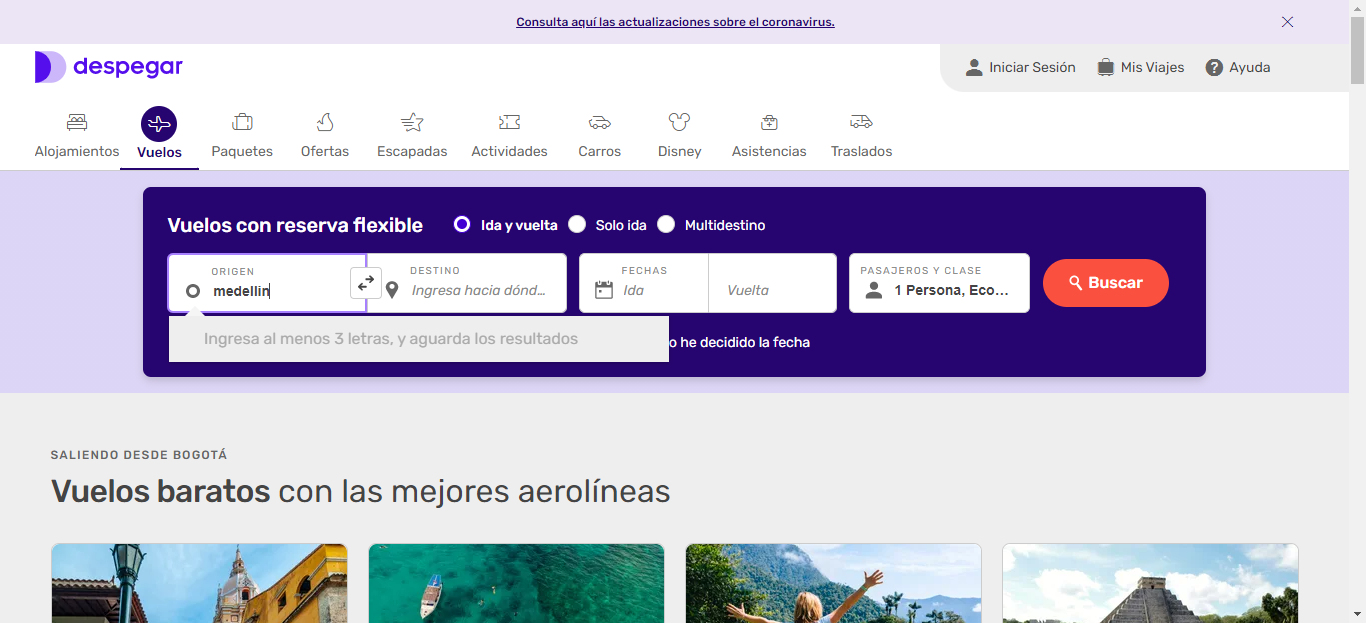 Consulta aquí las actualizaciones sobre el coronavirus.
despegar
Iniciar Sesión
Mis Viajes
? Ayuda
Alojamientos
Vuelos
Paquetes
Ofertas
Escapadas
Actividades
Carros
Disney
Asistencias
Traslados
Vuelos con reserva flexible
Ida y vuelta
Solo ida
Multidestino
ORIGEN
medellin
DESTINO
Ingresa hacia dónd...
FECHAS
Ida
Vuelta
PASAJEROS Y CLASE
1 Persona, Eco...
Buscar
Ingresa al menos 3 letras, y aguarda los resultados
o he decidido la fecha
SALIENDO DESDE BOGOTÁ
Vuelos baratos con las mejores aerolíneas